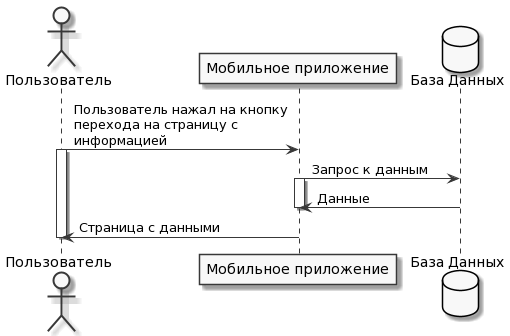 Пользователь
Мобильное приложение
База Данных
Пользователь нажал на кнопку
перехода на страницу с
информацией
Запрос к данным
Данные
Страница с данными
Пользователь
Мобильное приложение
База Данных